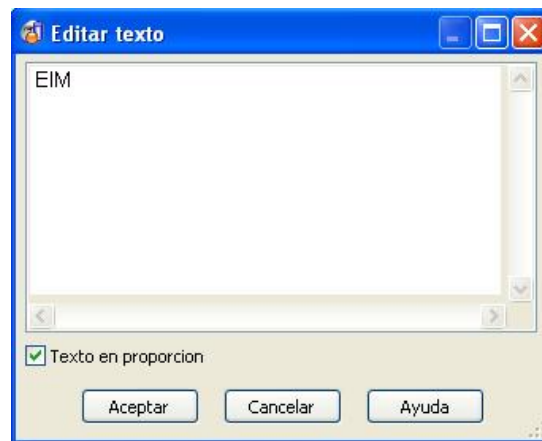 Editar texto
EIM
Texto en proporcion
Aceptar Cancelar Ayuda